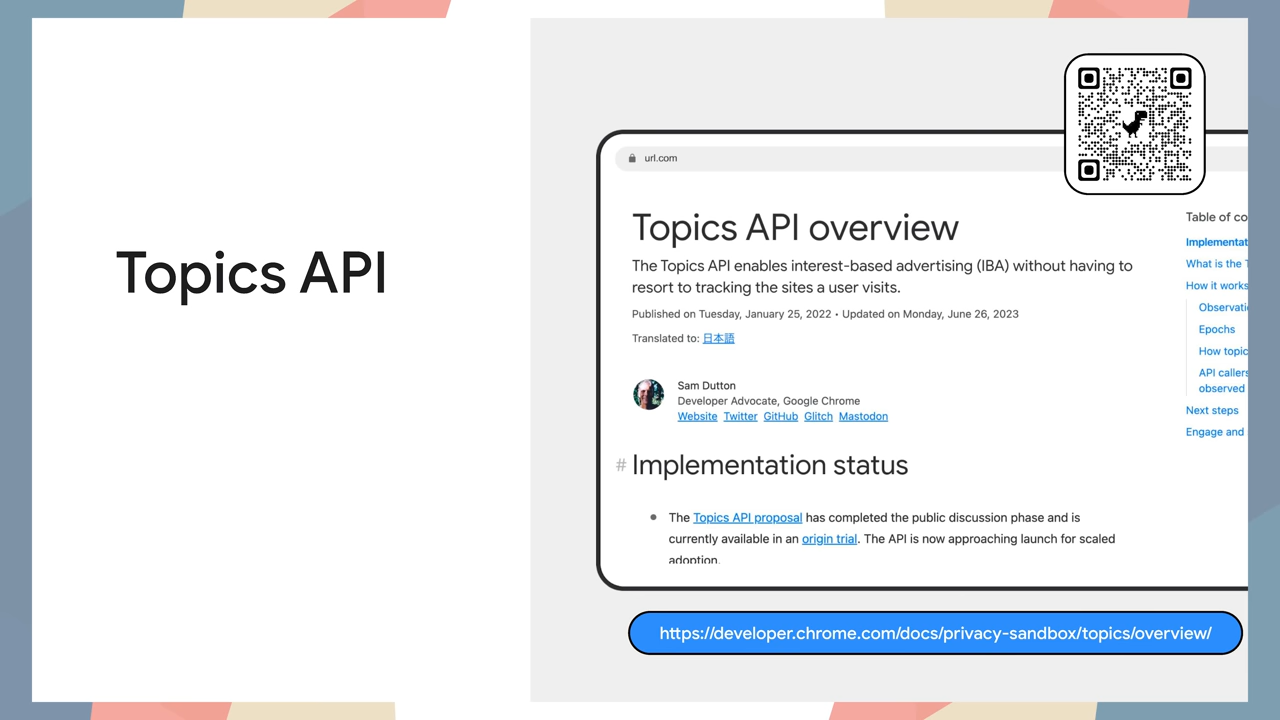 Topics API
url.com
Topics API overview
The Topics API enables interest-based advertising (IBA) without having to
resort to tracking the sites a user visits.
Published on Tuesday, January 25, 2022 • Updated on Monday, June 26, 2023
Translated to: 日本語
Sam Dutton
Developer Advocate, Google Chrome
Website Twitter GitHub Glitch Mastodon
# Implementation status
The Topics API proposal has completed the public discussion phase and is
currently available in an origin trial. The API is now approaching launch for scaled
adoption.
Table of co
Implementat
What is the T
How it works
Observati
Epochs
How topic
API callers
observed
Next steps
Engage and
https://developer.chrome.com/docs/privacy-sandbox/topics/overview/